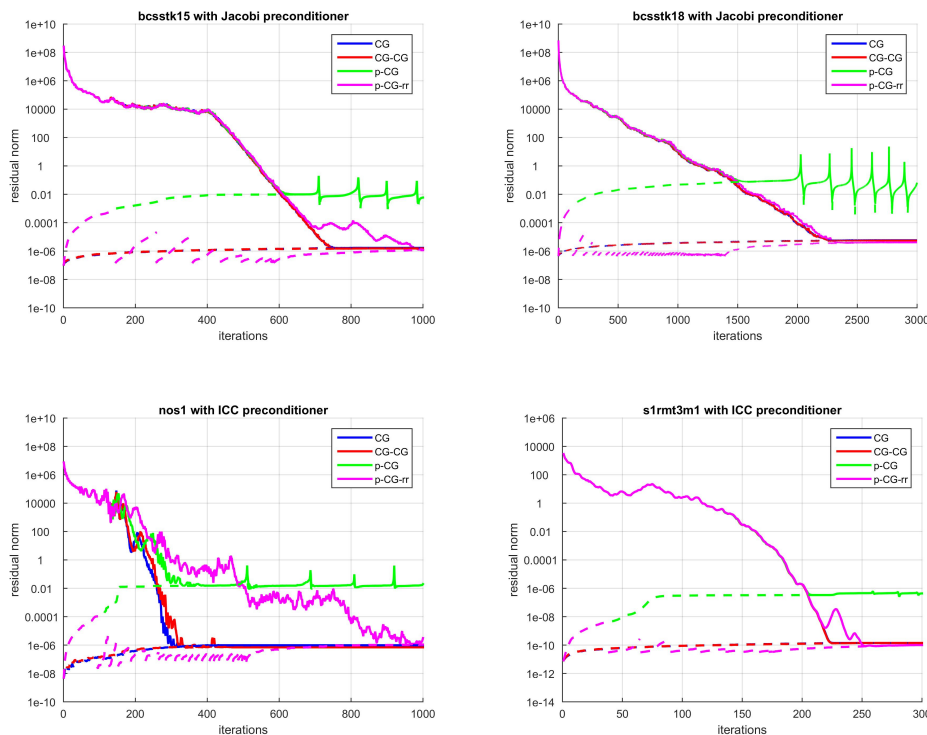 bcsstk15 with Jacobi preconditioner
1e+10
1e+08
1e+06
10000
100
1
0.01
0.0001
1e-06
1e-08
1e-10
residual norm
0 200 400 600 800 1000
iterations
CG
CG-CG
p-CG
p-CG-rr
bcsstk18 with Jacobi preconditioner
1e+10
1e+08
1e+06
10000
100
1
0.01
0.0001
1e-06
1e-08
1e-10
residual norm
0 500 1000 1500 2000 2500 3000
iterations
CG
CG-CG
p-CG
p-CG-rr
nos1 with ICC preconditioner
1e+10
1e+08
1e+06
10000
100
1
0.01
0.0001
1e-06
1e-08
1e-10
residual norm
0 200 400 600 800 1000
iterations
CG
CG-CG
p-CG
p-CG-rr
s1rmt3m1 with ICC preconditioner
1e+06
10000
100
1
0.01
0.0001
1e-06
1e-08
1e-10
1e-12
1e-14
residual norm
0 50 100 150 200 250 300
iterations
CG
CG-CG
p-CG
p-CG-rr